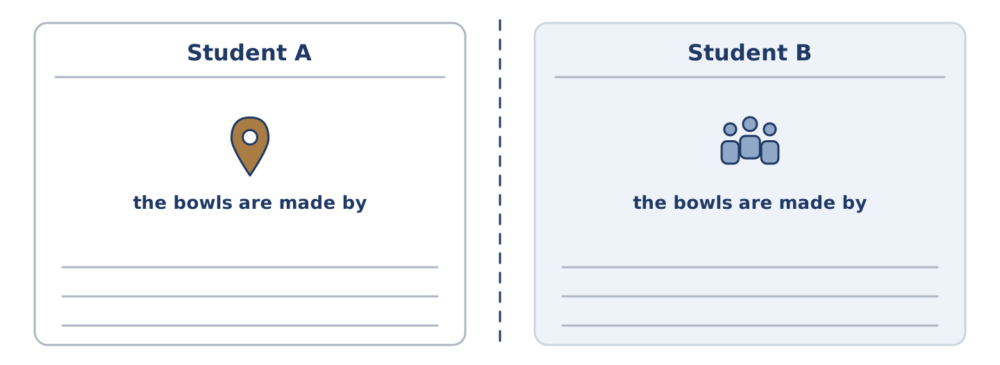 Student A
the bowls are made by
Student B
the bowls are made by